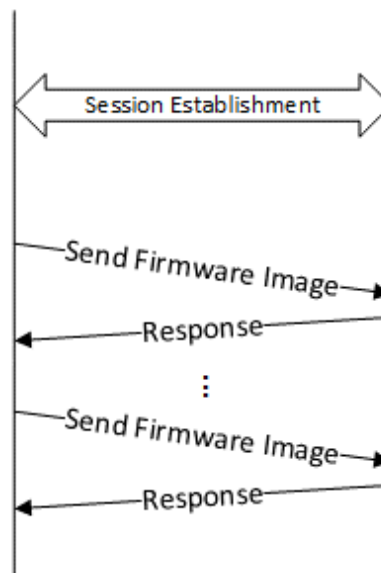 Session Establishment
Send Firmware Image
Response
⋮
Send Firmware Image
Response